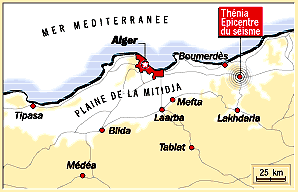 MER MEDITERRANEE
Thénia
Epicentre
du séisme
Alger
Boumerdès
PLAINE DE LA MITIDJA
Tipasa
Mefta
Laarba
Lakhdaria
Blida
Tablat
Médéa
25 km